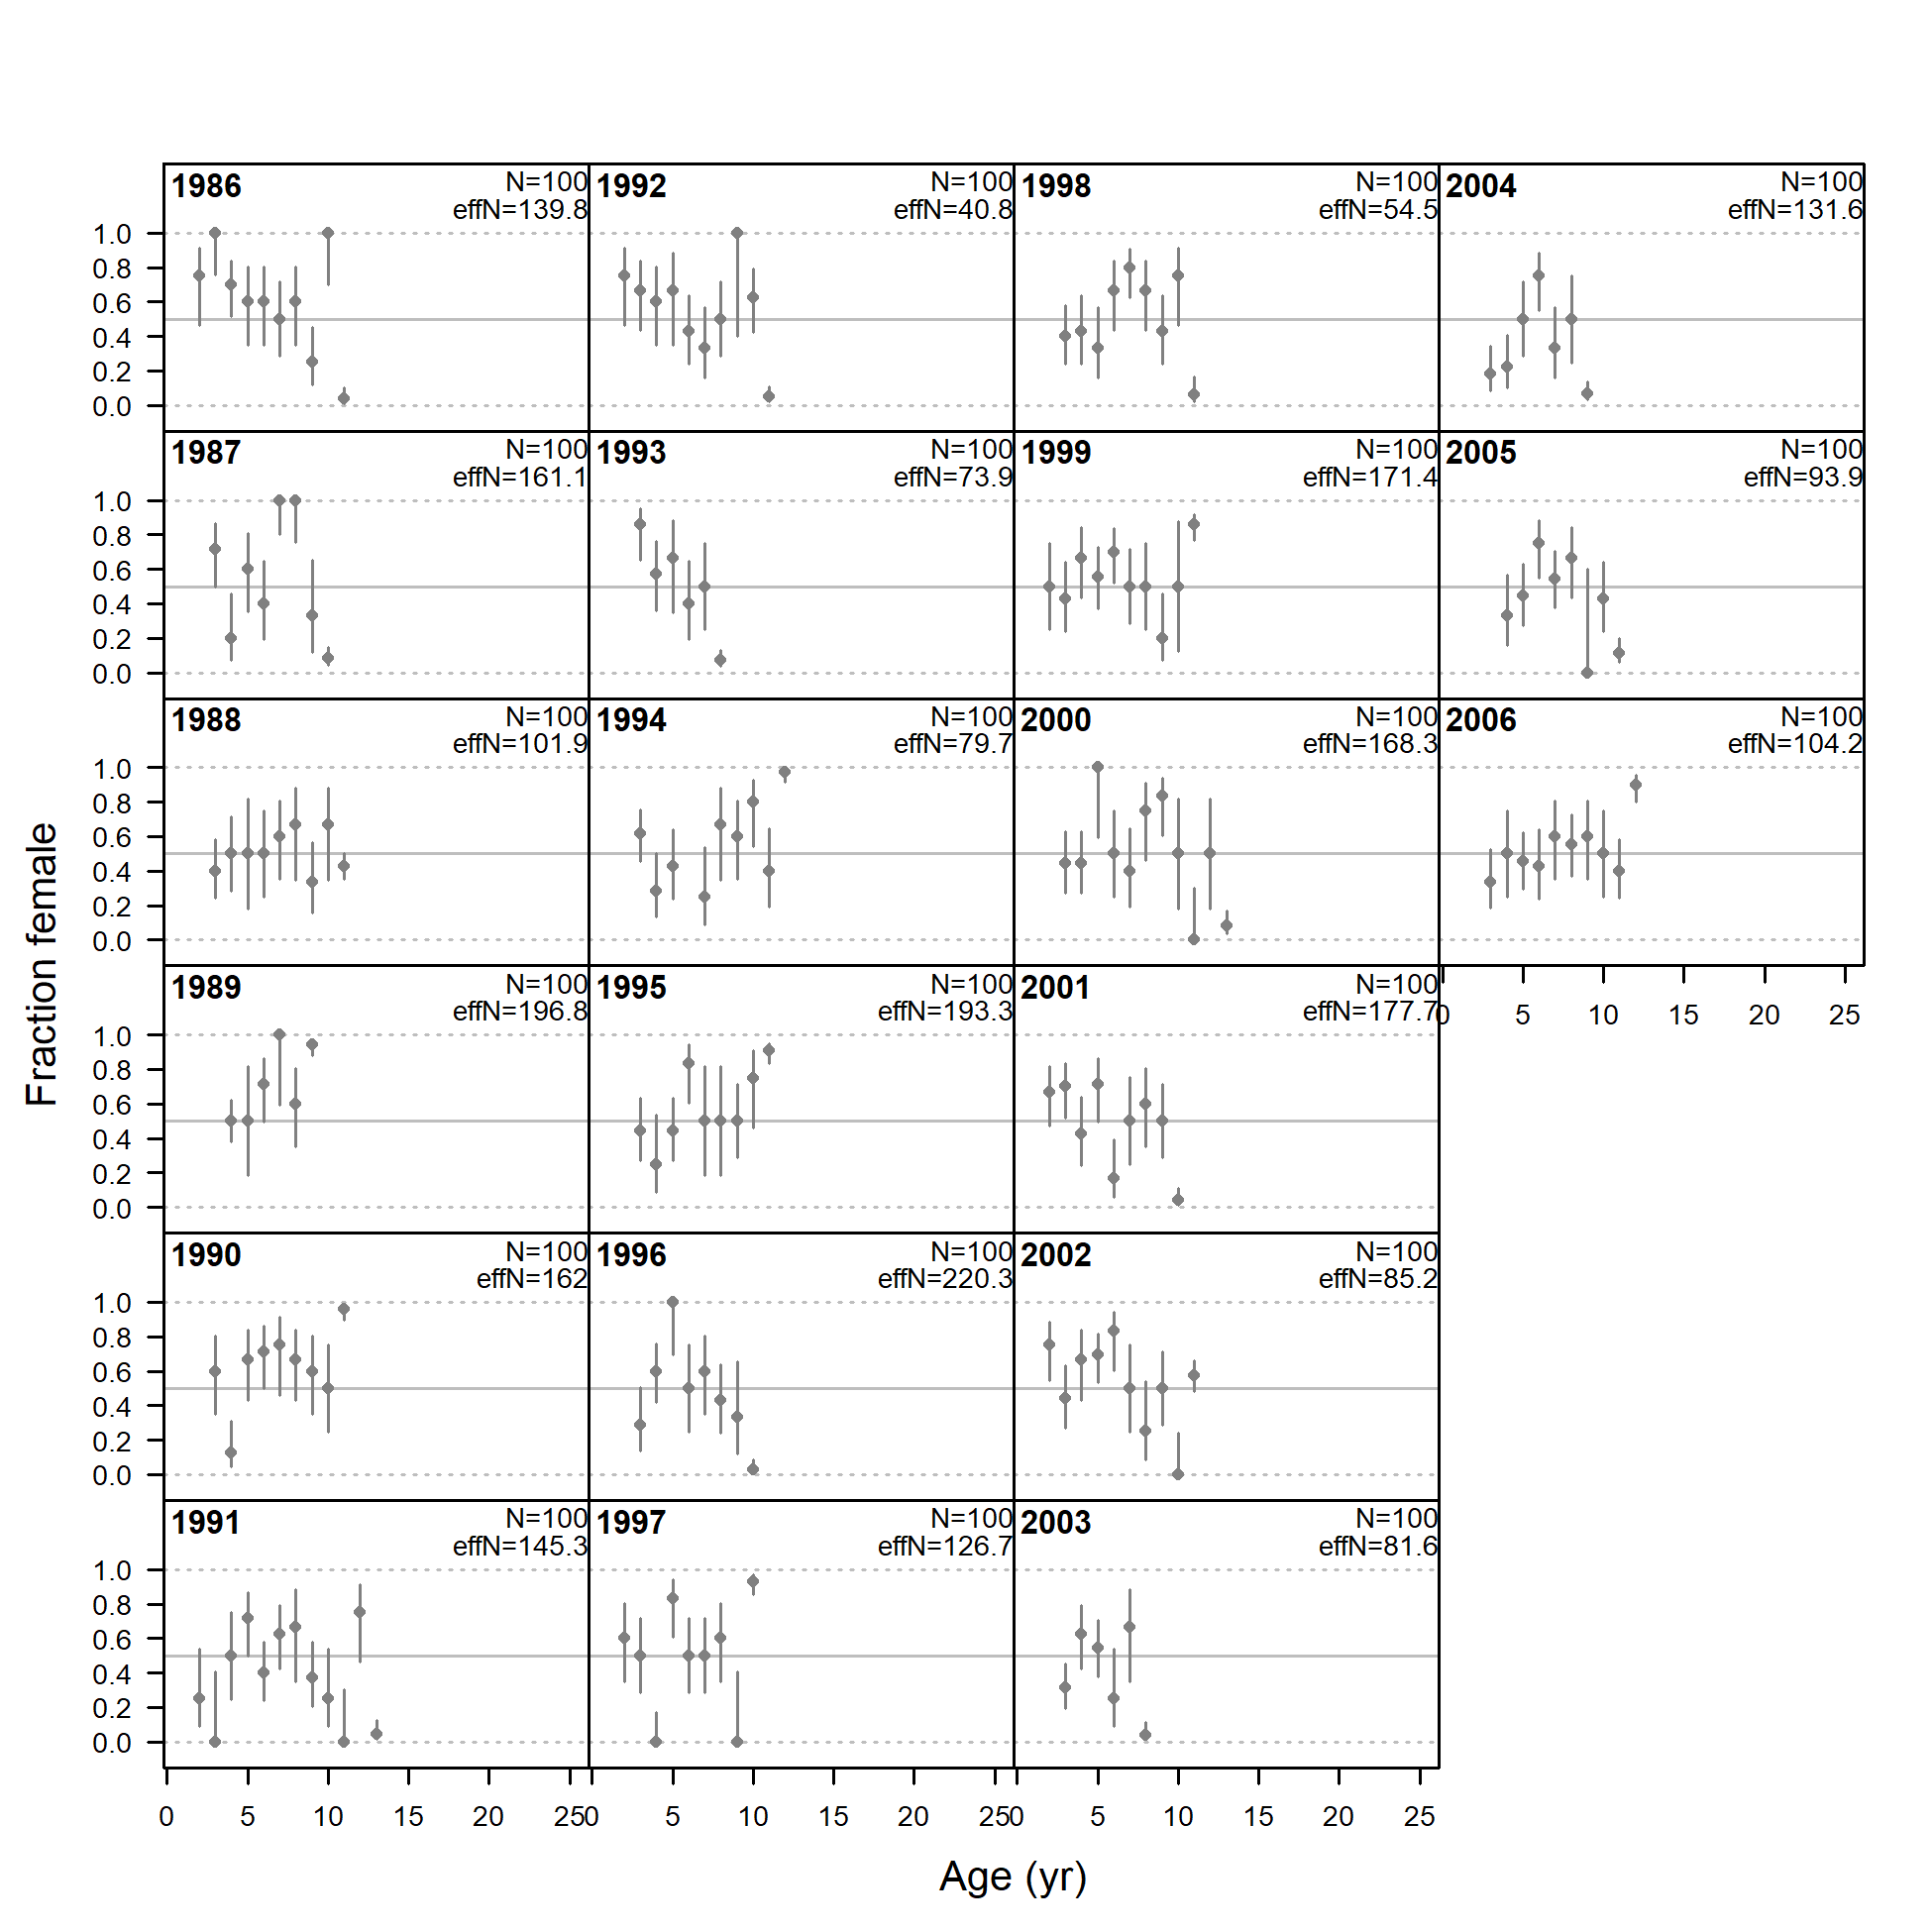 1986 N=100 1992 N=100 1998 N=100 2004 N=100
effN=139.8 effN=40.8 effN=54.5 effN=131.6
1.0
0.8
0.6
0.4
0.2
0.0
1987 N=100 1993 N=100 1999 N=100 2005 N=100
effN=161.1 effN=73.9 effN=171.4 effN=93.9
1.0
0.8
0.6
0.4
0.2
0.0
1988 N=100 1994 N=100 2000 N=100 2006 N=100
effN=101.9 effN=79.7 effN=168.3 effN=104.2
1.0
0.8
0.6
0.4
0.2
0.0
1989 N=100 1995 N=100 2001 N=100
effN=196.8 effN=193.3 effN=177.7 0 5 10 15 20 25
1.0
0.8
0.6
0.4
0.2
0.0
1990 N=100 1996 N=100 2002 N=100
effN=162 effN=220.3 effN=85.2
1.0
0.8
0.6
0.4
0.2
0.0
1991 N=100 1997 N=100 2003 N=100
effN=145.3 effN=126.7 effN=81.6
1.0
0.8
0.6
0.4
0.2
0.0
0 5 10 15 20 25 0 5 10 15 20 25 0 5 10 15 20 25
Age (yr)
Fraction female